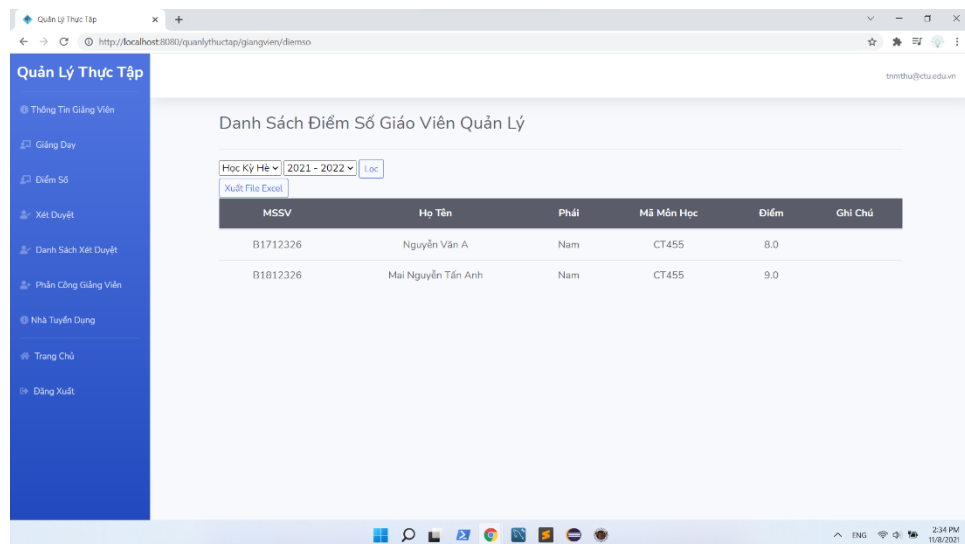 Quản Lý Thực Tập
http://localhost:8080/quanlythuctap/giangvien/diemso
Quản Lý Thực Tập
tnmthu@ctu.edu.vn
Thông Tin Giảng Viên
Giảng Dạy
Điểm Số
Xét Duyệt
Danh Sách Xét Duyệt
Phân Công Giảng Viên
Nhà Tuyển Dụng
Trang Chủ
Đăng Xuất
Danh Sách Điểm Số Giáo Viên Quản Lý
Học Kỳ Hè 2021 - 2022 Lọc
Xuất File Excel
MSSV Họ Tên Phái Mã Môn Học Điểm Ghi Chú
B1712326 Nguyễn Văn A Nam CT455 8.0
B1812326 Mai Nguyễn Tấn Anh Nam CT455 9.0
ENG 2:34 PM
11/8/2021